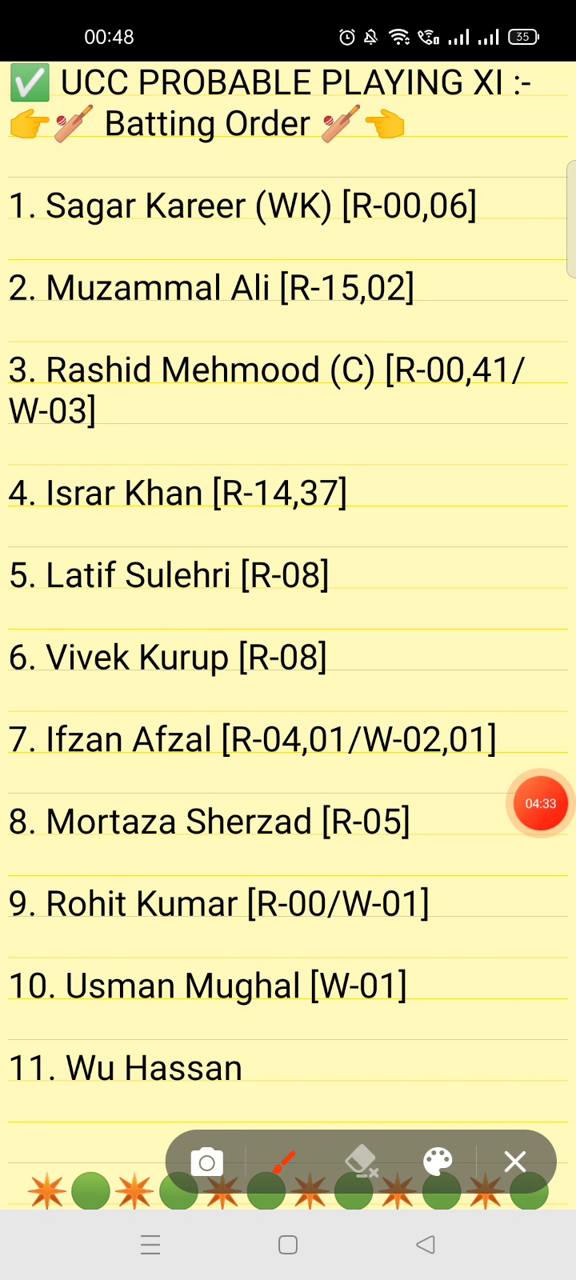 00:48 35
✅ UCC PROBABLE PLAYING XI :-
👉🏏 Batting Order 🏏👈
1. Sagar Kareer (WK) [R-00,06]
2. Muzammal Ali [R-15,02]
3. Rashid Mehmood (C) [R-00,41/
W-03]
4. Israr Khan [R-14,37]
5. Latif Sulehri [R-08]
6. Vivek Kurup [R-08]
7. Ifzan Afzal [R-04,01/W-02,01]
04:33
8. Mortaza Sherzad [R-05]
9. Rohit Kumar [R-00/W-01]
10. Usman Mughal [W-01]
11. Wu Hassan